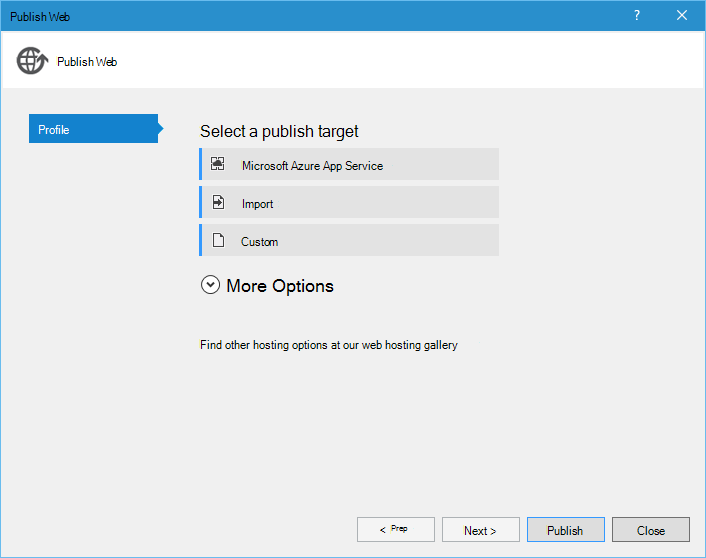 Publish Web
?
Publish Web
Profile
Select a publish target
Microsoft Azure App Service
Import
Custom
More Options
Find other hosting options at our web hosting gallery
< Prep
Next >
Publish
Close